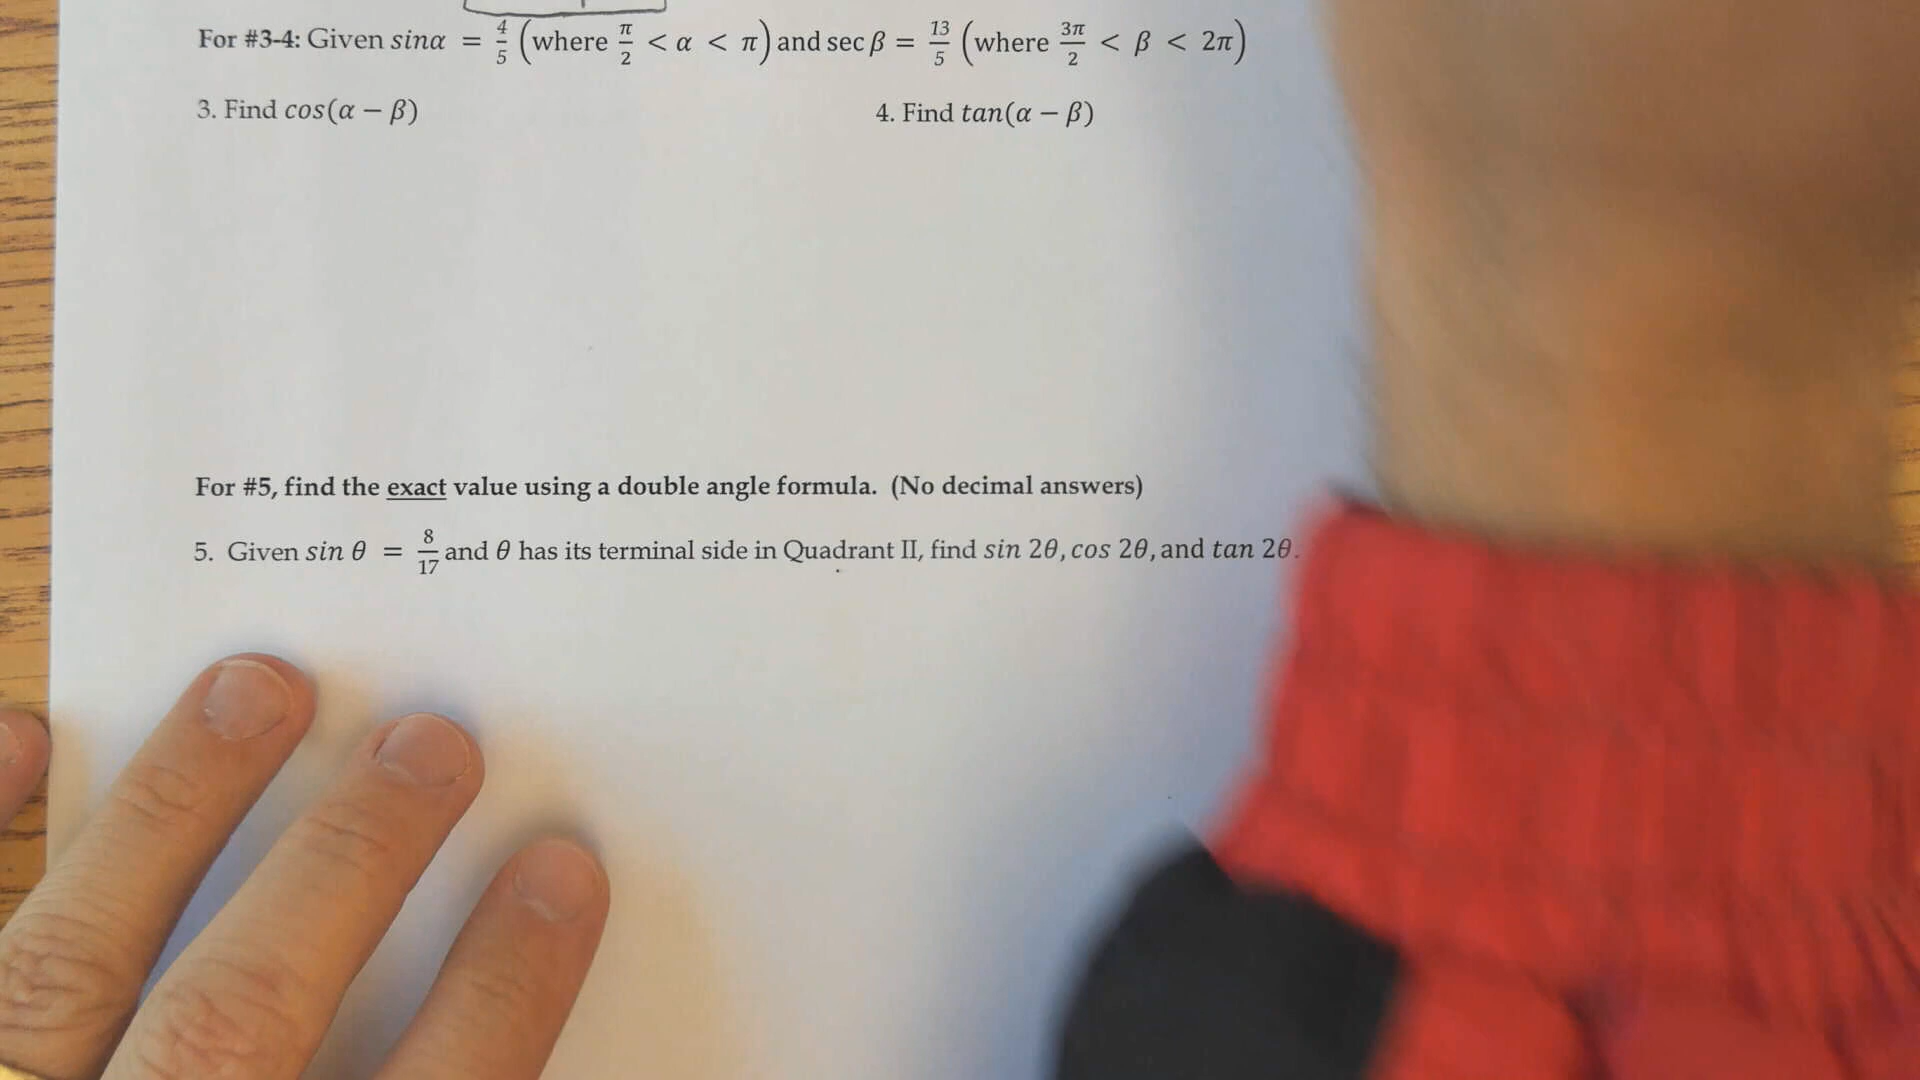 For #3-4: Given sinα = 4/5 (where π/2 < α < π) and sec β = 13/5 (where 3π/2 < β < 2π)
3. Find cos(α − β)
4. Find tan(α − β)
For #5, find the exact value using a double angle formula. (No decimal answers)
5. Given sin θ = 8/17 and θ has its terminal side in Quadrant II, find sin 2θ, cos 2θ, and tan 2θ.